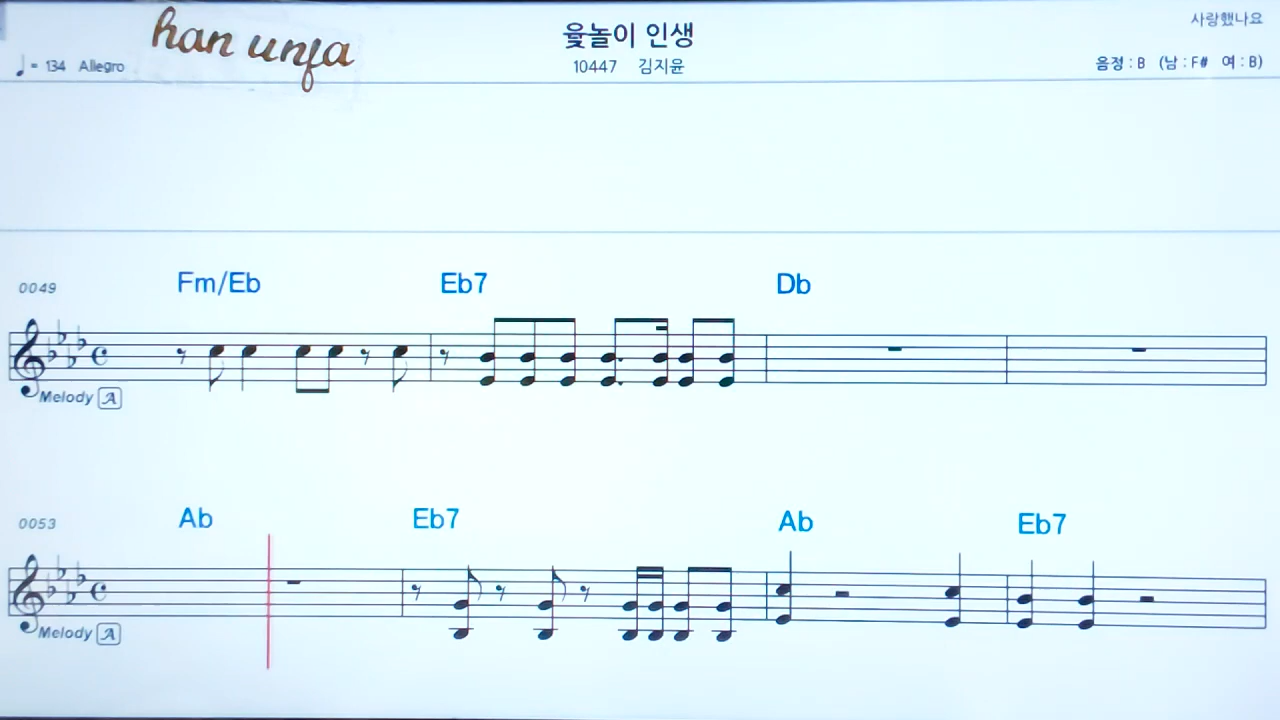 han unfa
윷놀이 인생
사랑했나요
♩= 134 Allegro
10447 김지윤
음정 : B (남 : F# 여 : B)
0049
Fm/Eb Eb7 Db
Melody A
0053
Ab Eb7 Ab Eb7
Melody A